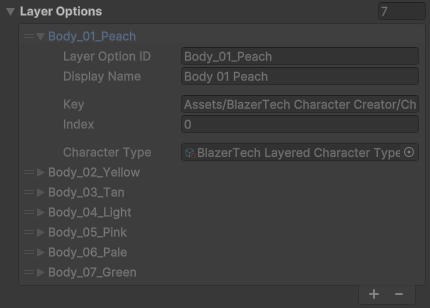 Layer Options 7
Body_01_Peach
Layer Option ID Body_01_Peach
Display Name Body 01 Peach
Key Assets/BlazerTech Character Creator/Ch
Index 0
Character Type BlazerTech Layered Character Type
Body_02_Yellow
Body_03_Tan
Body_04_Light
Body_05_Pink
Body_06_Pale
Body_07_Green
+ −